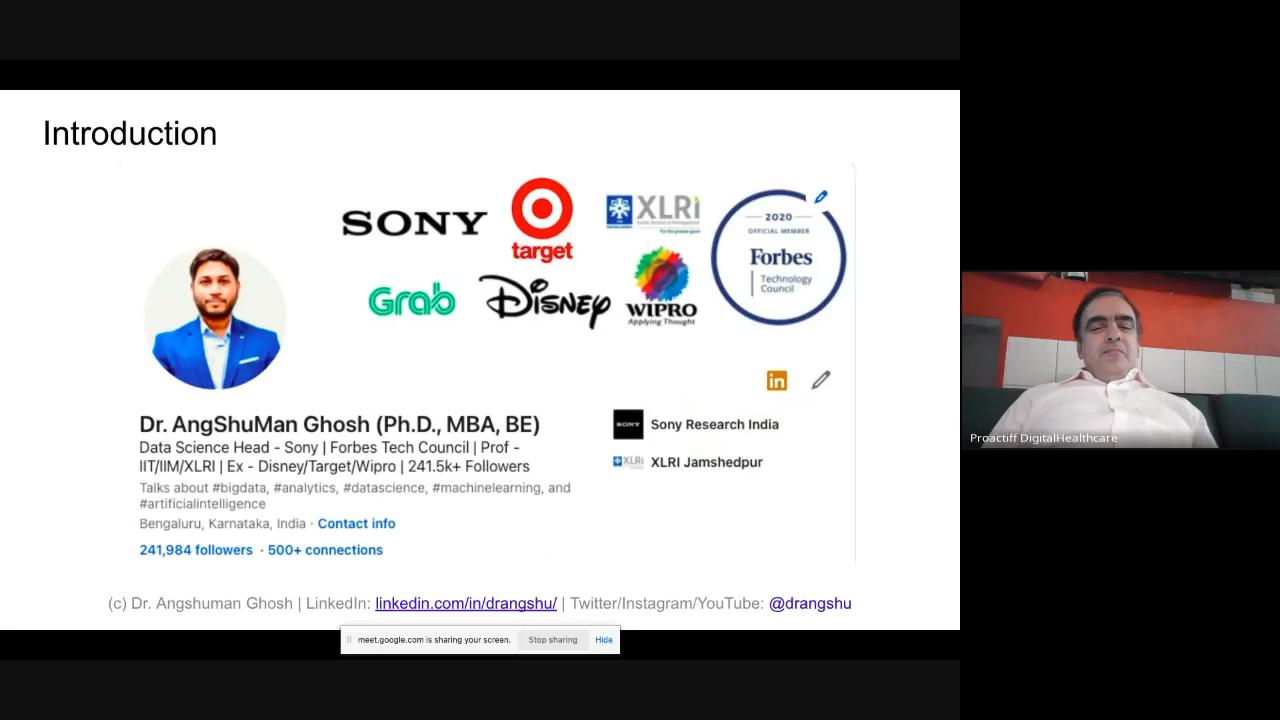 Introduction
SONY
target
XLRi
2020
OFFICIAL MEMBER
Forbes
Technology
Council
Grab
Disney
WIPRO
Applying Thought
in
Dr. AngShuMan Ghosh (Ph.D., MBA, BE)
Data Science Head - Sony | Forbes Tech Council | Prof -
IIT/IIM/XLRI | Ex - Disney/Target/Wipro | 241.5k+ Followers
Talks about #bigdata, #analytics, #datascience, #machinelearning, and
#artificialintelligence
Bengaluru, Karnataka, India · Contact info
241,984 followers · 500+ connections
SONY
Sony Research India
XLRi
XLRI Jamshedpur
(c) Dr. Angshuman Ghosh | LinkedIn: linkedin.com/in/drangshu/ | Twitter/Instagram/YouTube: @drangshu
meet.google.com is sharing your screen. Stop sharing Hide
Proactiff DigitalHealthcare